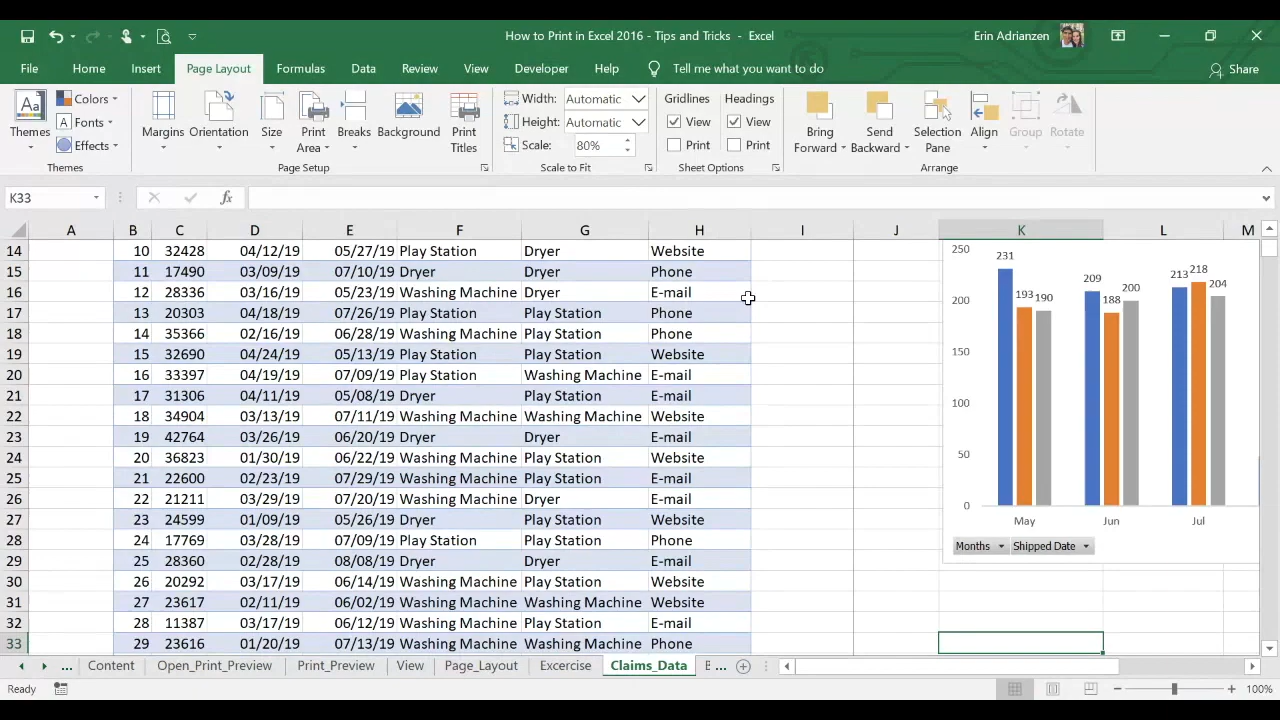 How to Print in Excel 2016 - Tips and Tricks - Excel
Erin Adrianzen
File Home Insert Page Layout Formulas Data Review View Developer Help Tell me what you want to do Share
Aa
Themes
Colors
Fonts
Effects
Themes
Margins Orientation Size Print Area Breaks Background Print Titles
Page Setup
Width: Automatic
Height: Automatic
Scale: 80%
Scale to Fit
Gridlines Headings
View View
Print Print
Sheet Options
Bring Forward Send Backward Selection Pane Align Group Rotate
Arrange
K33 fx
A B C D E F G H I J K L M
14 10 32428 04/12/19 05/27/19 Play Station Dryer Website
15 11 17490 03/09/19 07/10/19 Dryer Dryer Phone
16 12 28336 03/16/19 05/23/19 Washing Machine Dryer E-mail
17 13 20303 04/18/19 07/26/19 Play Station Play Station Phone
18 14 35366 02/16/19 06/28/19 Washing Machine Play Station Phone
19 15 32690 04/24/19 05/13/19 Play Station Play Station Website
20 16 33397 04/19/19 07/09/19 Play Station Washing Machine E-mail
21 17 31306 04/11/19 05/08/19 Dryer Play Station E-mail
22 18 34904 03/13/19 07/11/19 Washing Machine Washing Machine Website
23 19 42764 03/26/19 06/20/19 Dryer Dryer E-mail
24 20 36823 01/30/19 06/22/19 Washing Machine Play Station Website
25 21 22600 02/23/19 07/29/19 Washing Machine Play Station E-mail
26 22 21211 03/29/19 07/20/19 Washing Machine Dryer E-mail
27 23 24599 01/09/19 05/26/19 Dryer Play Station Website
28 24 17769 03/28/19 07/09/19 Play Station Play Station Phone
29 25 28360 02/28/19 08/08/19 Dryer Dryer E-mail
30 26 20292 03/17/19 06/14/19 Washing Machine Play Station Website
31 27 23617 02/11/19 06/02/19 Washing Machine Washing Machine Website
32 28 11387 03/17/19 06/12/19 Washing Machine Play Station E-mail
33 29 23616 01/20/19 07/13/19 Washing Machine Washing Machine Phone
250
231
209
213 218
204
193 190
188
200
200
150
100
50
0
May Jun Jul
Months Shipped Date
... Content Open_Print_Preview Print_Preview View Page_Layout Excercise Claims_Data B ...
Ready 100%